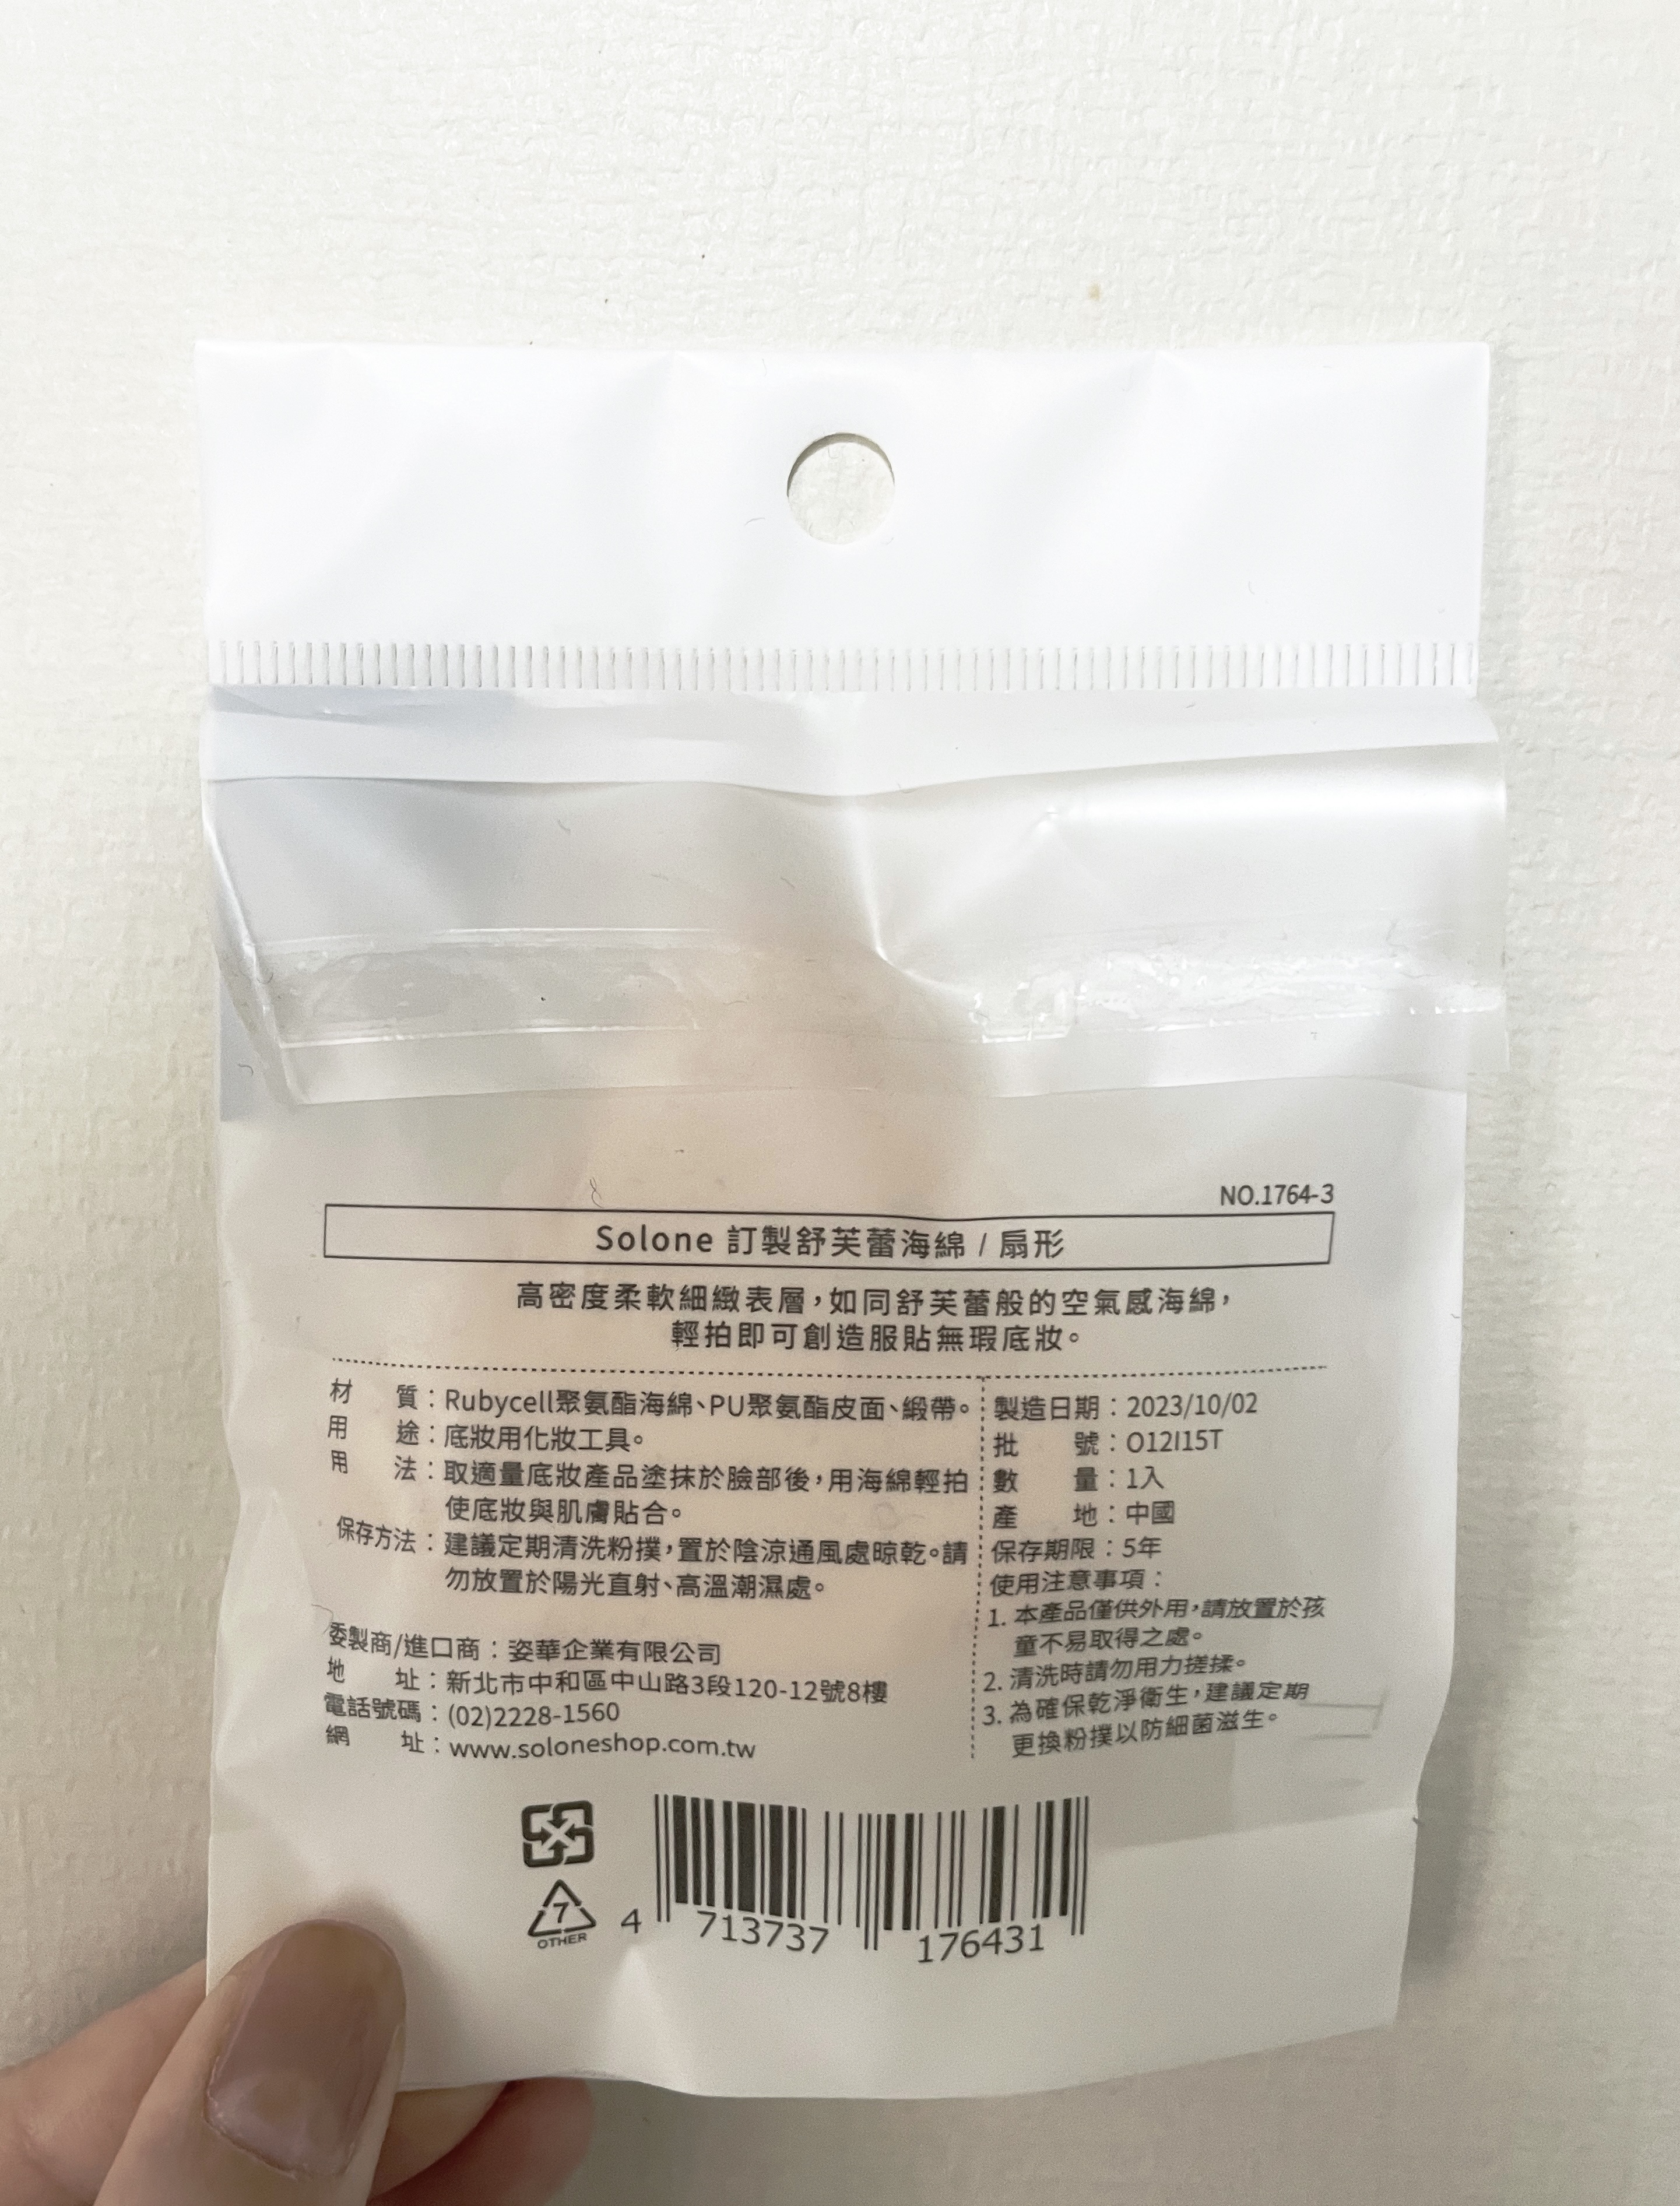 NO.1764-3
Solone 訂製舒芙蕾海綿 / 扇形
高密度柔軟細緻表層，如同舒芙蕾般的空氣感海綿，
輕拍即可創造服貼無瑕底妝。
材　　質：Rubycell聚氨酯海綿、PU聚氨酯皮面、緞帶。
用　　途：底妝用化妝工具。
用　　法：取適量底妝產品塗抹於臉部後，用海綿輕拍
使底妝與肌膚貼合。
保存方法：建議定期清洗粉撲，置於陰涼通風處晾乾。請
勿放置於陽光直射、高溫潮濕處。
委製商/進口商：姿華企業有限公司
地　　址：新北市中和區中山路3段120-12號8樓
電話號碼：(02)2228-1560
網　　址：www.soloneshop.com.tw
製造日期：2023/10/02
批　　號：O12I15T
數　　量：1入
產　　地：中國
保存期限：5年
使用注意事項：
1. 本產品僅供外用，請放置於孩
童不易取得之處。
2. 清洗時請勿用力搓揉。
3. 為確保乾淨衛生，建議定期
更換粉撲以防細菌滋生。
7
OTHER
4 713737 176431